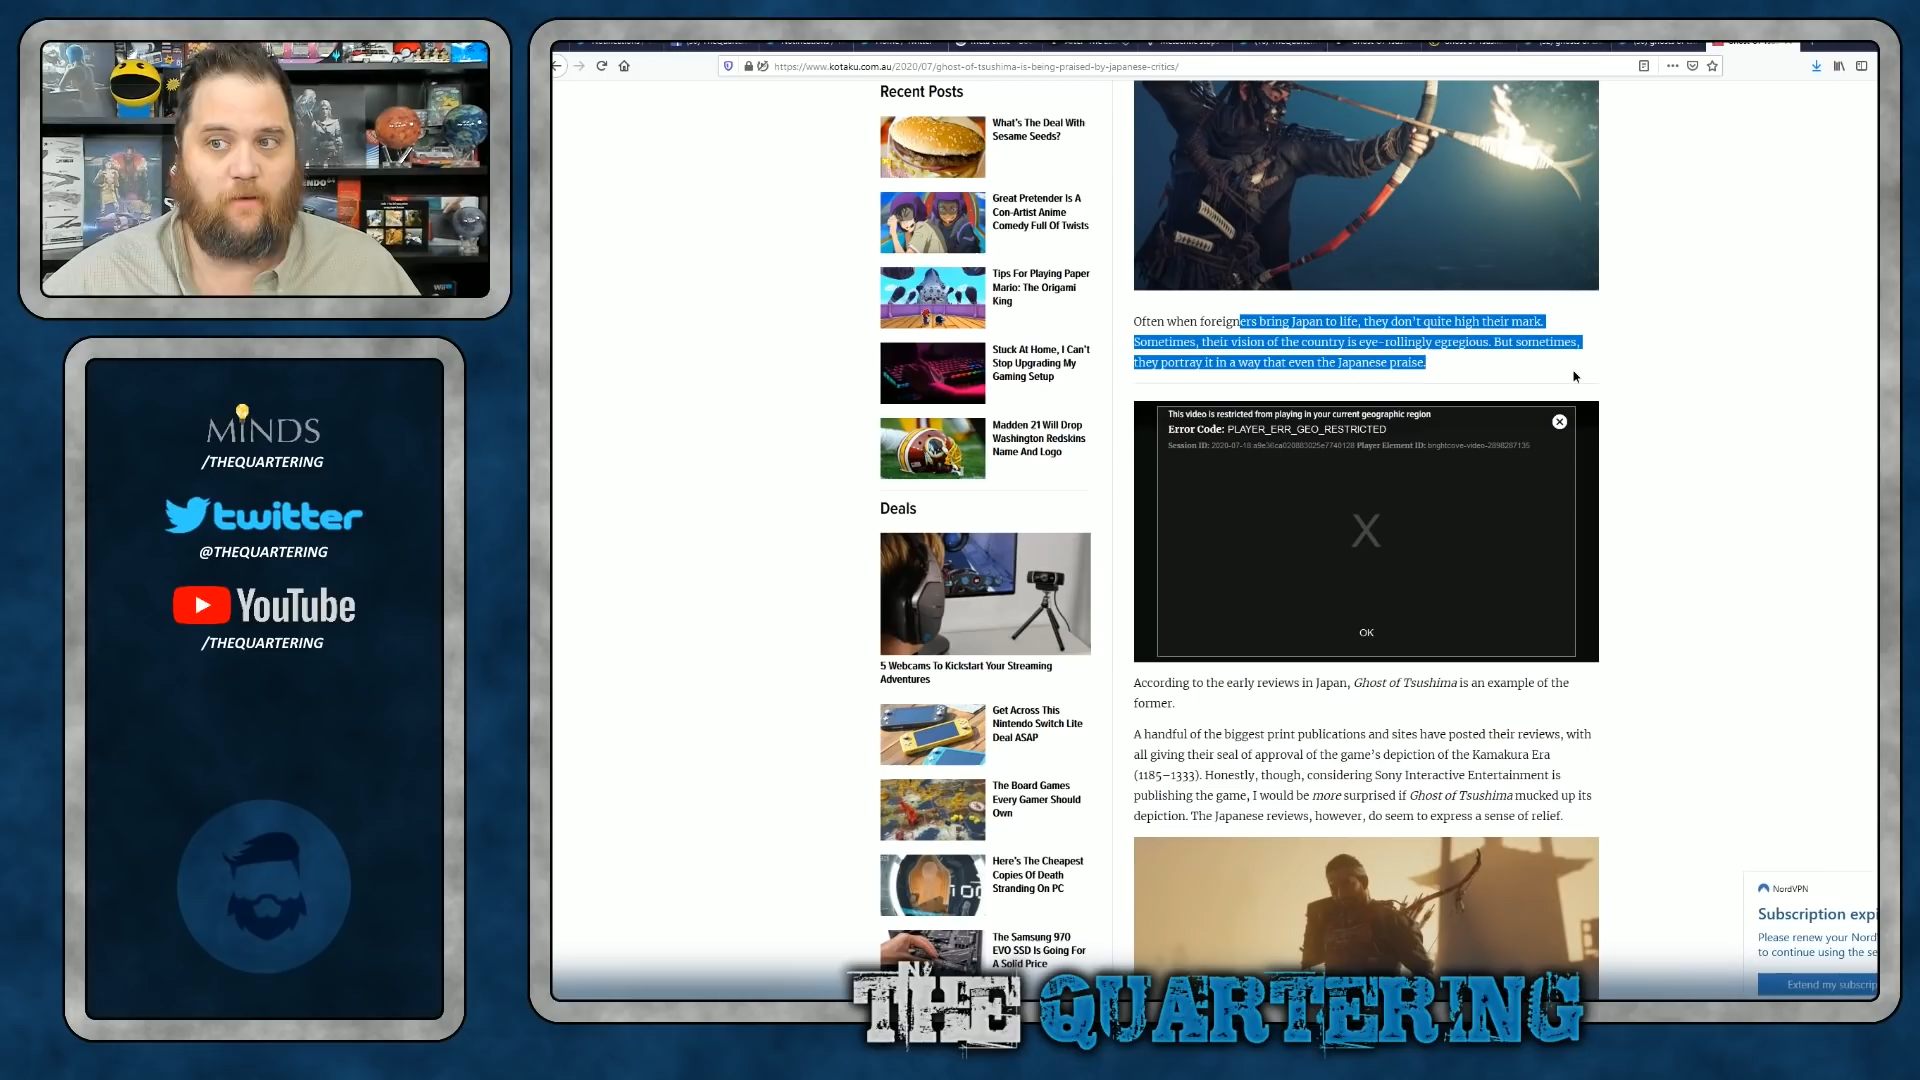 https://www.kotaku.com.au/2020/07/ghost-of-tsushima-is-being-praised-by-japanese-critics/
MINDS
/THEQUARTERING
twitter
@THEQUARTERING
YouTube
/THEQUARTERING
Recent Posts
What's The Deal With
Sesame Seeds?
Great Pretender Is A
Con-Artist Anime
Comedy Full Of Twists
Tips For Playing Paper
Mario: The Origami
King
Stuck At Home, I Can't
Stop Upgrading My
Gaming Setup
Madden 21 Will Drop
Washington Redskins
Name And Logo
Deals
5 Webcams To Kickstart Your Streaming
Adventures
Get Across This
Nintendo Switch Lite
Deal ASAP
The Board Games
Every Gamer Should
Own
Here's The Cheapest
Copies Of Death
Stranding On PC
The Samsung 970
EVO SSD Is Going For
A Solid Price
Often when foreigners bring Japan to life, they don't quite high their mark.
Sometimes, their vision of the country is eye-rollingly egregious. But sometimes,
they portray it in a way that even the Japanese praise.
This video is restricted from playing in your current geographic region
Error Code: PLAYER_ERR_GEO_RESTRICTED
Session ID: 2020-07-18 Player Element ID: brightcove-video-2898287135
X
OK
According to the early reviews in Japan, Ghost of Tsushima is an example of the
former.
A handful of the biggest print publications and sites have posted their reviews, with
all giving their seal of approval of the game's depiction of the Kamakura Era
(1185–1333). Honestly, though, considering Sony Interactive Entertainment is
publishing the game, I would be more surprised if Ghost of Tsushima mucked up its
depiction. The Japanese reviews, however, do seem to express a sense of relief.
NordVPN
Subscription expi
Please renew your Nord
to continue using the se
Extend my subscrip
THE QUARTERING